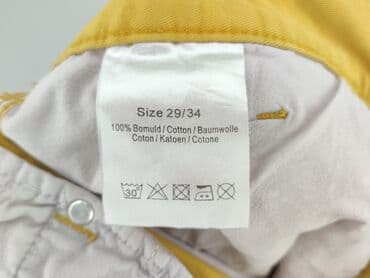 Size 29/34
100% Bomuld / Cotton / Baumwolle
Coton / Katoen / Cotone
30°